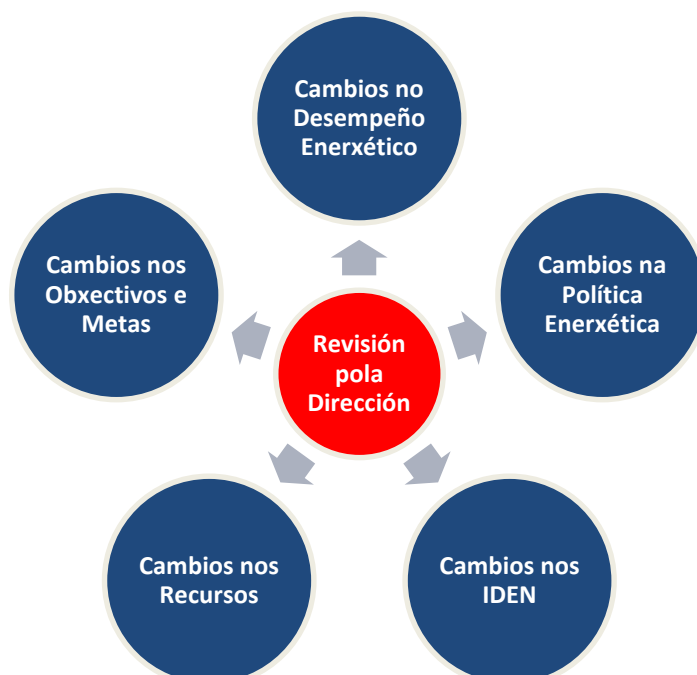 Cambios no
Desempeño
Enerxético
Cambios nos
Obxectivos e
Metas
Cambios na
Política
Enerxética
Revisión
pola
Dirección
Cambios nos
Recursos
Cambios nos
IDEN